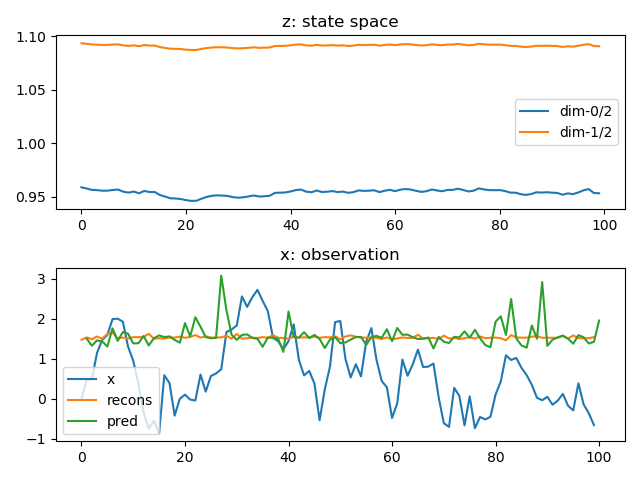 z: state space
1.10
1.05
1.00
0.95
dim-0/2
dim-1/2
0 20 40 60 80 100
x: observation
3
2
1
0
−1
x
recons
pred
0 20 40 60 80 100